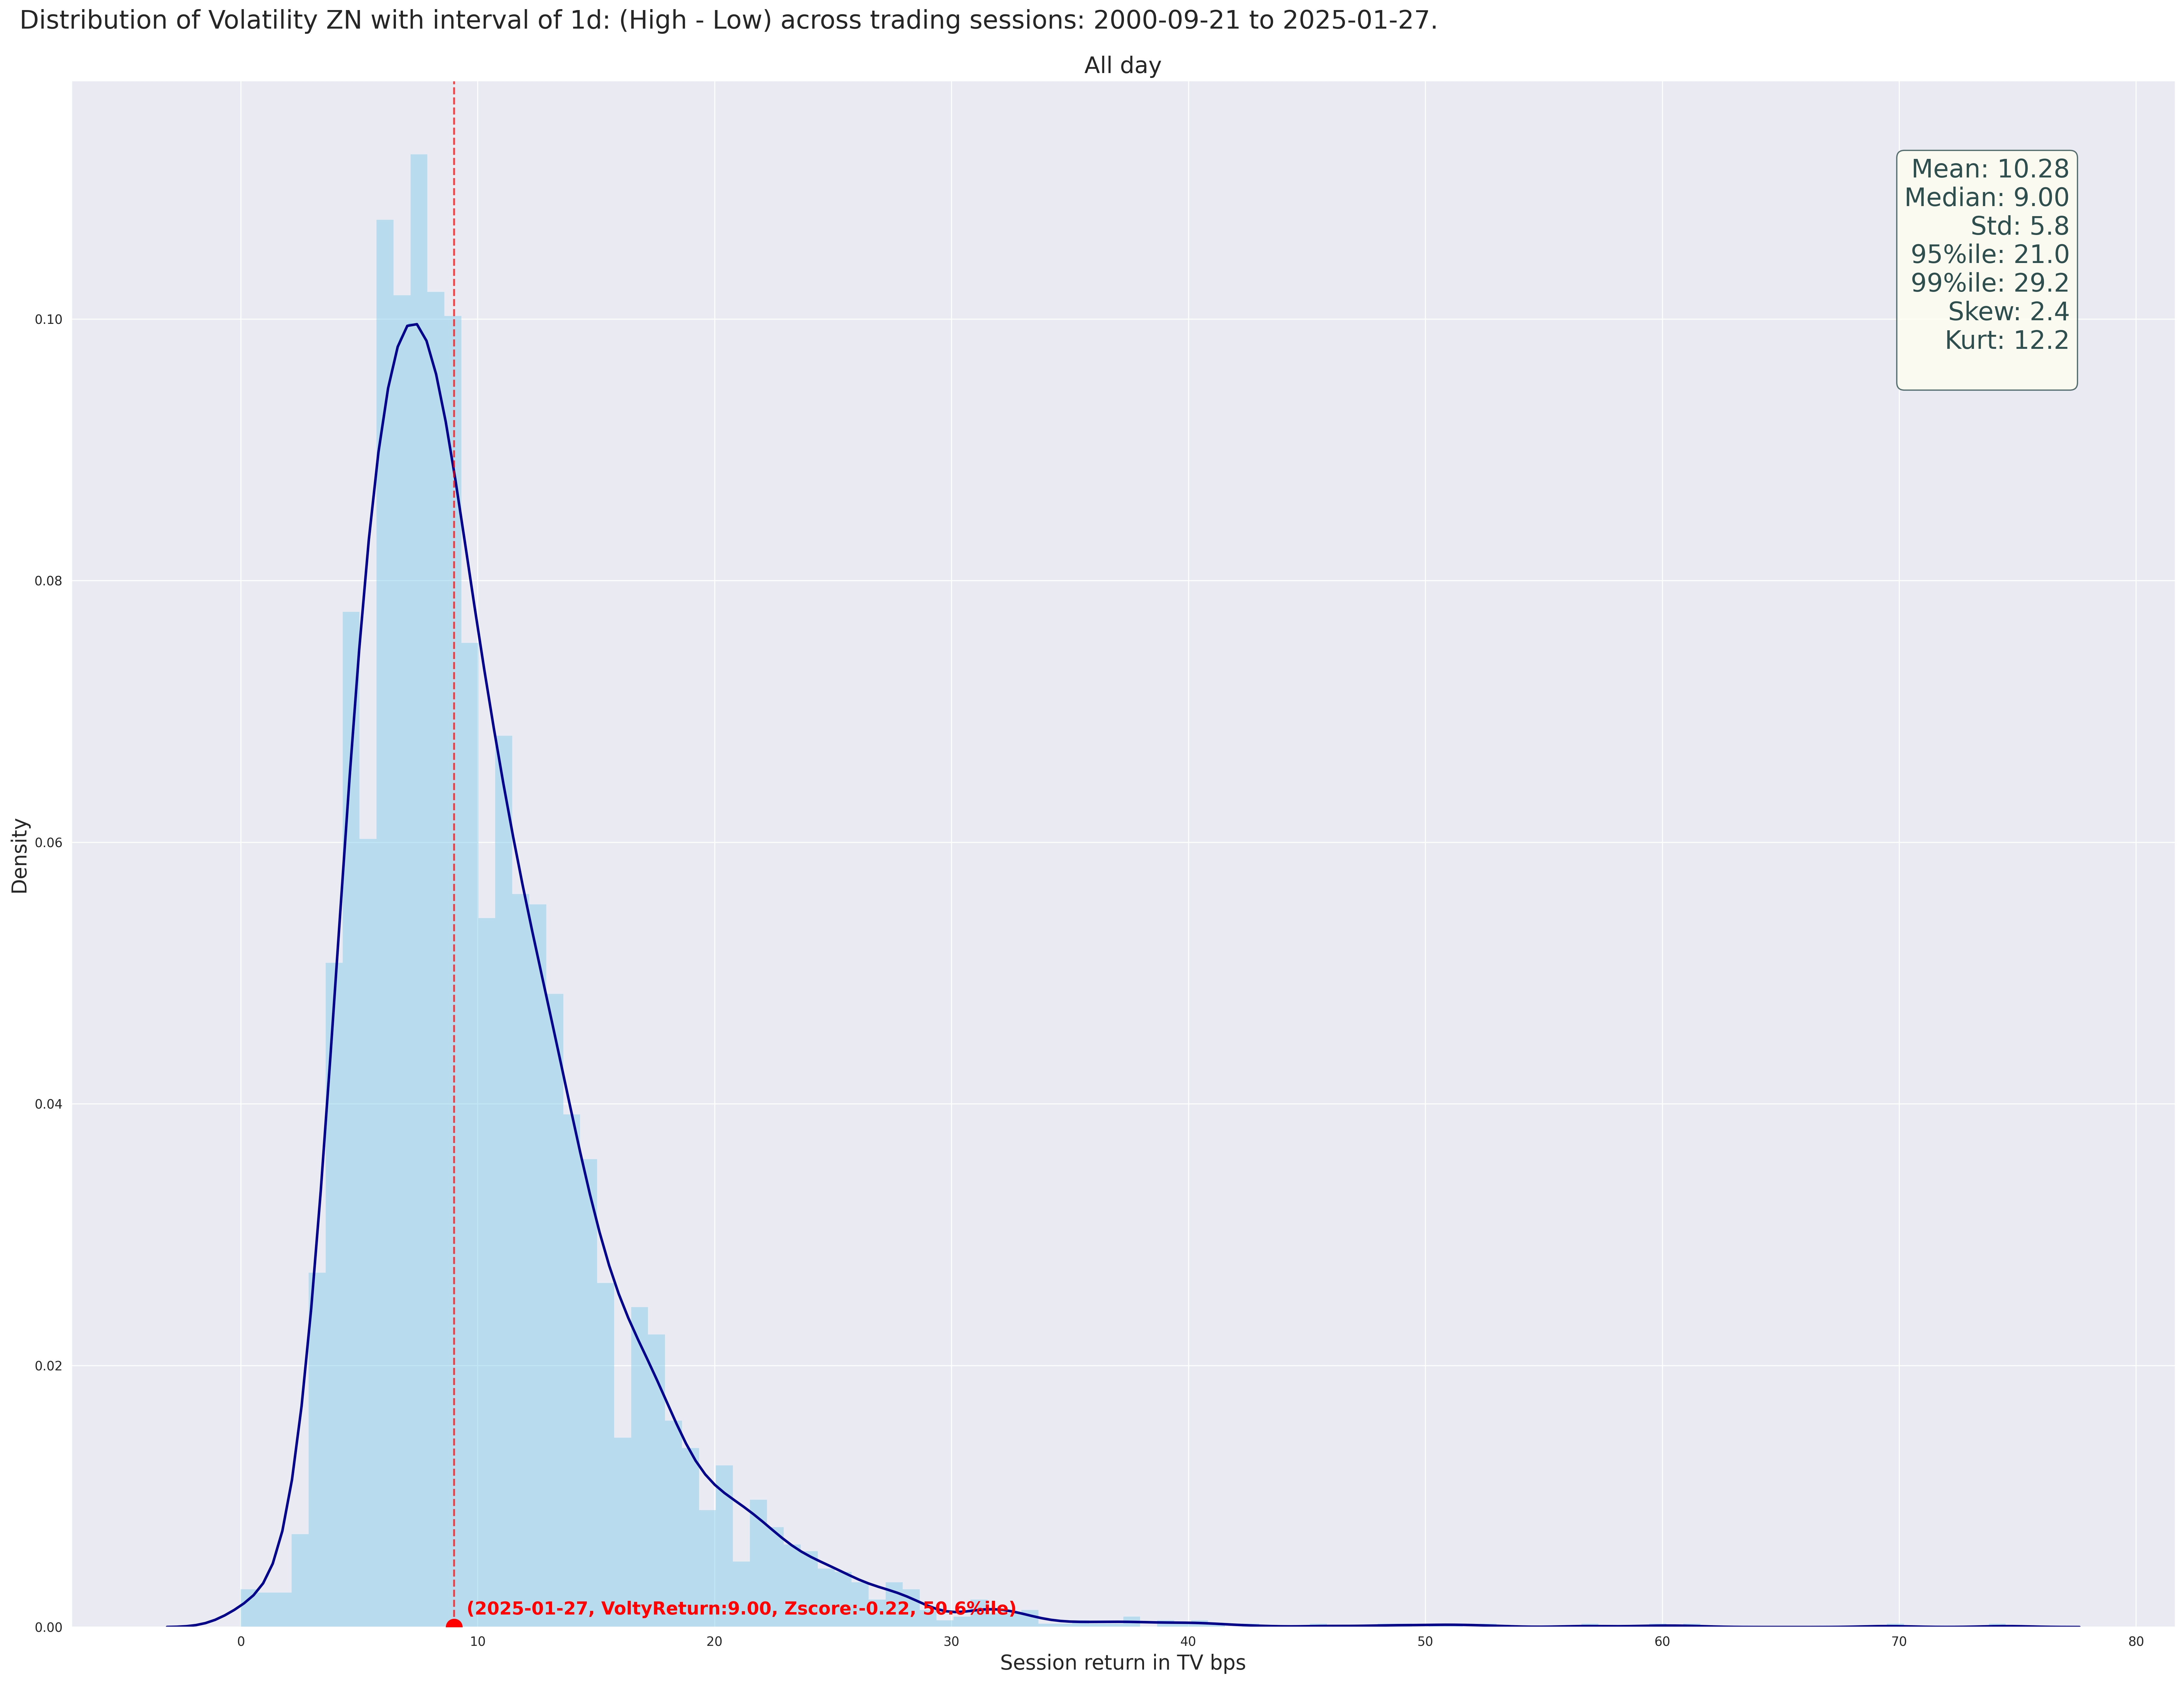 Distribution of Volatility ZN with interval of 1d: (High - Low) across trading sessions: 2000-09-21 to 2025-01-27.
All day
Mean: 10.28
Median: 9.00
Std: 5.8
95%ile: 21.0
99%ile: 29.2
Skew: 2.4
Kurt: 12.2
0.10
0.08
0.06
0.04
0.02
0.00
Density
(2025-01-27, VoltyReturn:9.00, Zscore:-0.22, 50.6%ile)
0 10 20 30 40 50 60 70 80
Session return in TV bps